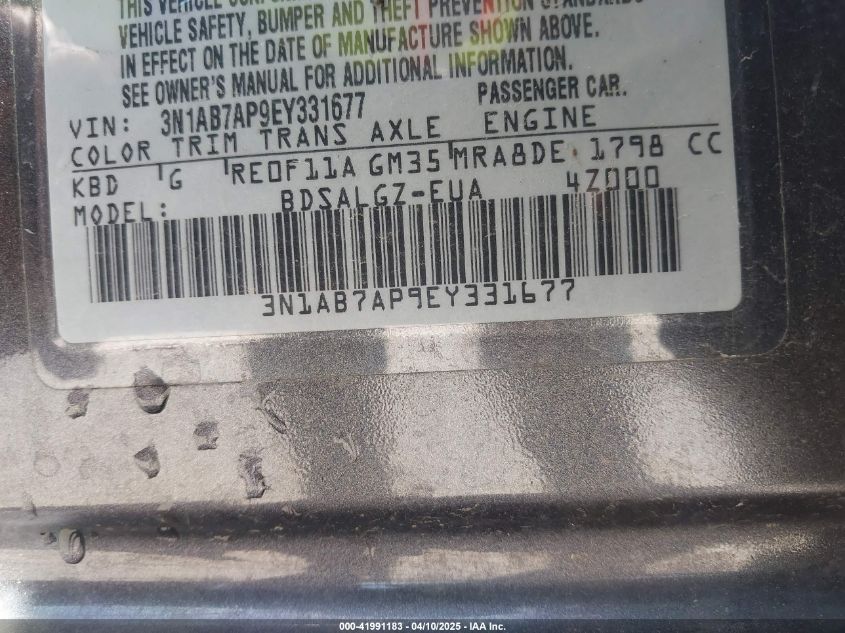 THIS VEHICLE
PREVENTION STANDARDS
VEHICLE SAFETY, BUMPER AND THEFT
IN EFFECT ON THE DATE OF MANUFACTURE SHOWN ABOVE.
SEE OWNER'S MANUAL FOR ADDITIONAL INFORMATION.
VIN: 3N1AB7AP9EY331677 PASSENGER CAR.
COLOR TRIM TRANS AXLE ENGINE
KBD G RE0F11A GM35 MRA8DE 1798 CC
MODEL: BDSALGZ-EUA 4Z000
3N1AB7AP9EY331677
000-41991183 04/10/2025 - IAA Inc.